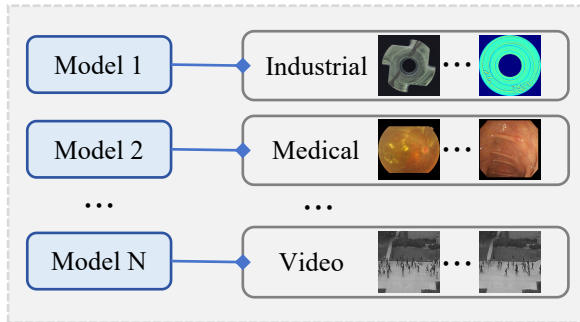 Model 1 Industrial ...
Model 2 Medical ...
... ...
Model N Video ...